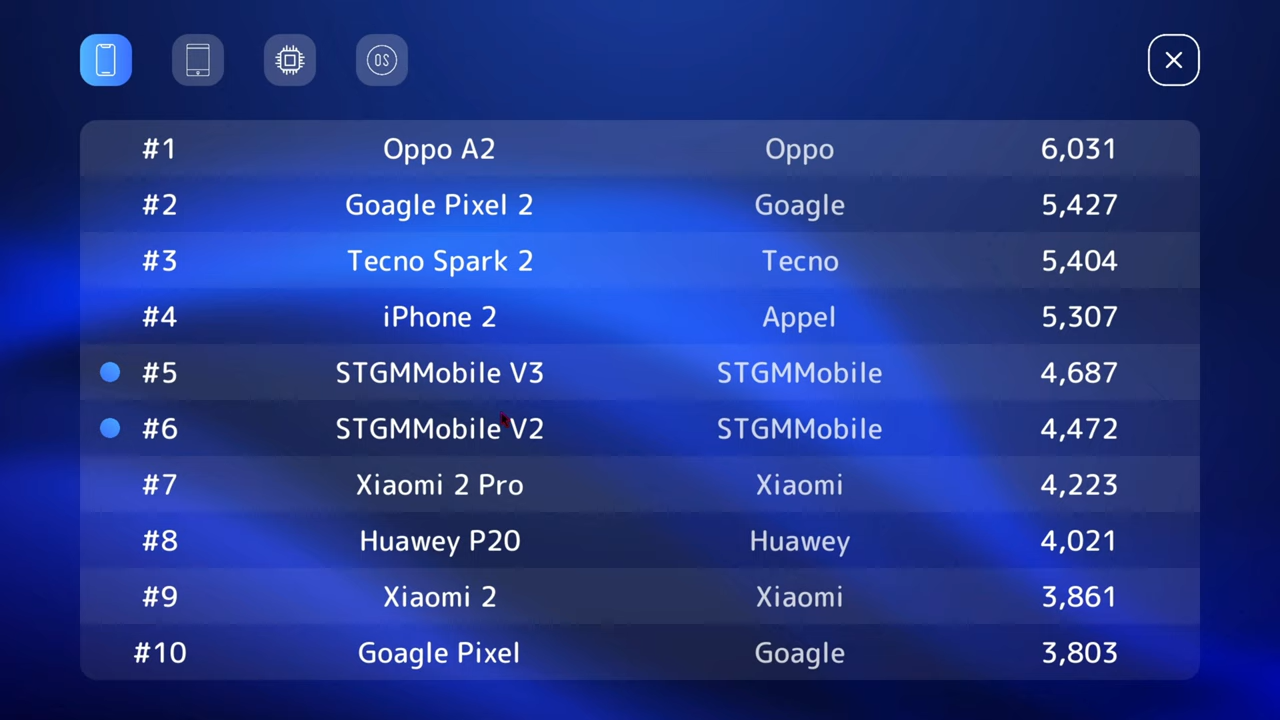 OS
#1 Oppo A2 Oppo 6,031
#2 Goagle Pixel 2 Goagle 5,427
#3 Tecno Spark 2 Tecno 5,404
#4 iPhone 2 Appel 5,307
#5 STGMMobile V3 STGMMobile 4,687
#6 STGMMobile V2 STGMMobile 4,472
#7 Xiaomi 2 Pro Xiaomi 4,223
#8 Huawey P20 Huawey 4,021
#9 Xiaomi 2 Xiaomi 3,861
#10 Goagle Pixel Goagle 3,803